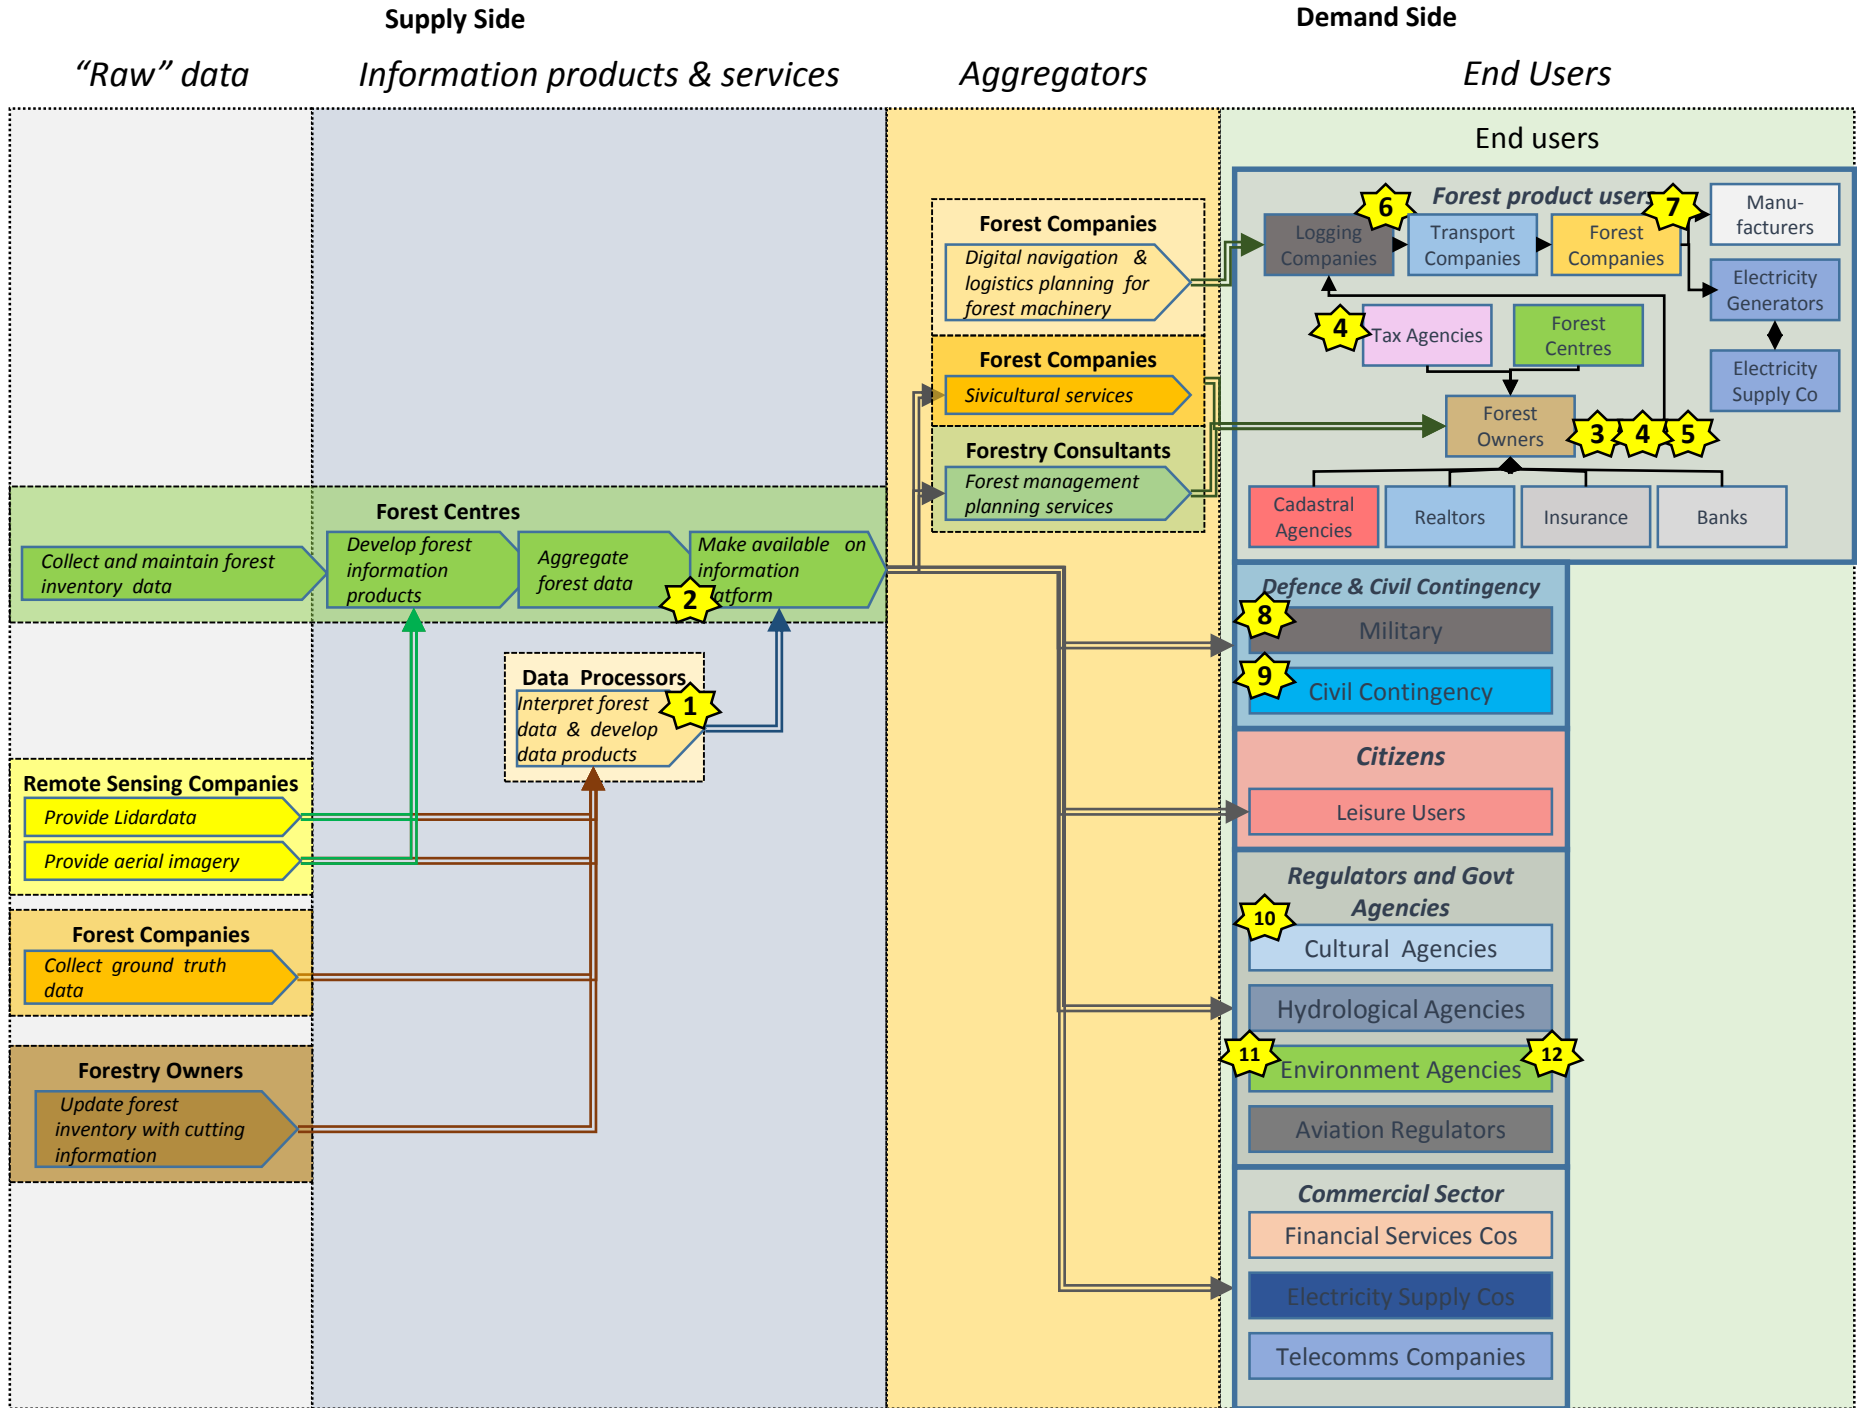 Supply Side
Demand Side
“Raw” data
Information products & services
Aggregators
End Users
End users
Forest product users
6
7
Logging
Companies
Transport
Companies
Forest
Companies
Manu-
facturers
Electricity
Generators
Electricity
Supply Co
4
Tax Agencies
Forest
Centres
Forest
Owners
3
4
5
Cadastral
Agencies
Realtors
Insurance
Banks
Forest Companies
Digital navigation &
logistics planning for
forest machinery
Forest Companies
Sivicultural services
Forestry Consultants
Forest management
planning services
Forest Centres
Collect and maintain forest
inventory data
Develop forest
information
products
Aggregate
forest data
Make available on
information
latform
2
Data Processors
Interpret forest
data & develop
data products
1
Remote Sensing Companies
Provide Lidardata
Provide aerial imagery
Forest Companies
Collect ground truth
data
Forestry Owners
Update forest
inventory with cutting
information
Defence & Civil Contingency
8
Military
9
Civil Contingency
Citizens
Leisure Users
Regulators and Govt
Agencies
10
Cultural Agencies
Hydrological Agencies
11
Environment Agencies
12
Aviation Regulators
Commercial Sector
Financial Services Cos
Electricity Supply Cos
Telecomms Companies